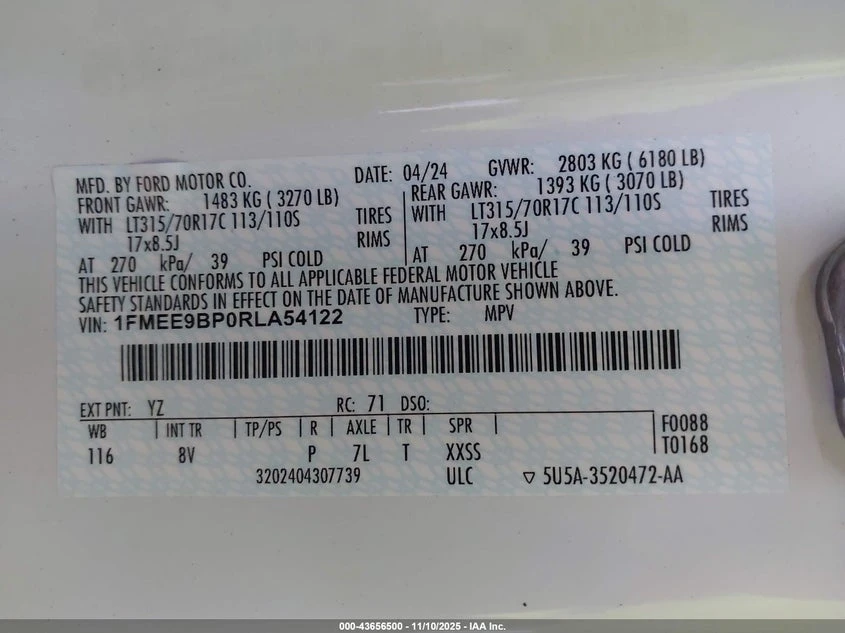 MFD. BY FORD MOTOR CO. DATE: 04/24 GVWR: 2803 KG ( 6180 LB)
FRONT GAWR: 1483 KG ( 3270 LB) REAR GAWR: 1393 KG ( 3070 LB)
WITH LT315/70R17C 113/110S TIRES WITH LT315/70R17C 113/110S TIRES
17x8.5J RIMS 17x8.5J RIMS
AT 270 kPa/ 39 PSI COLD AT 270 kPa/ 39 PSI COLD
THIS VEHICLE CONFORMS TO ALL APPLICABLE FEDERAL MOTOR VEHICLE
SAFETY STANDARDS IN EFFECT ON THE DATE OF MANUFACTURE SHOWN ABOVE.
VIN: 1FMEE9BP0RLA54122 TYPE: MPV
EXT PNT: YZ RC: 71 DSO:
WB INT TR TP/PS R AXLE TR SPR F0088
116 8V P 7L T XXSS T0168
3202404307739 ULC ▽ 5U5A-3520472-AA
000-43656500 - 11/10/2025 - IAA Inc.